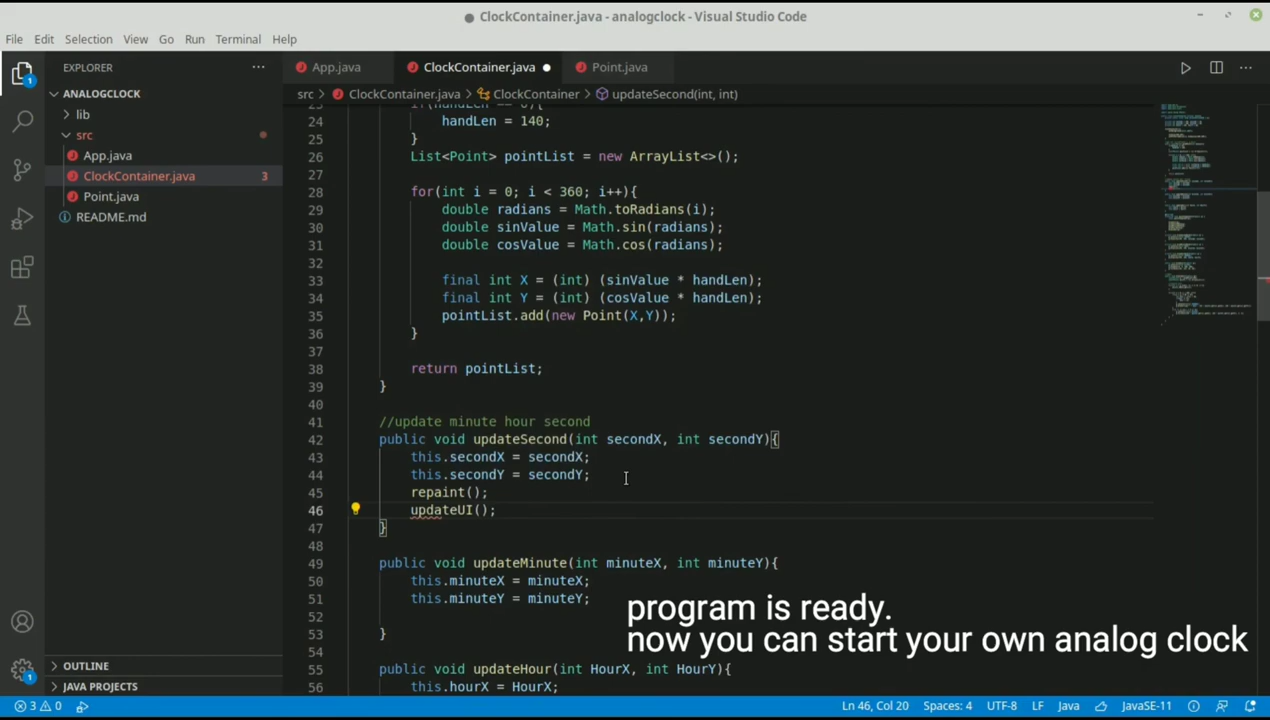 ClockContainer.java - analogclock - Visual Studio Code
File Edit Selection View Go Run Terminal Help
EXPLORER
App.java
ClockContainer.java
Point.java
ANALOGCLOCK
lib
src
App.java
ClockContainer.java 3
Point.java
README.md
OUTLINE
JAVA PROJECTS
1
1
src > ClockContainer.java > ClockContainer > updateSecond(int, int)
24 handLen = 140;
25 }
26 List<Point> pointList = new ArrayList<>();
27
28 for(int i = 0; i < 360; i++){
29 double radians = Math.toRadians(i);
30 double sinValue = Math.sin(radians);
31 double cosValue = Math.cos(radians);
32
33 final int X = (int) (sinValue * handLen);
34 final int Y = (int) (cosValue * handLen);
35 pointList.add(new Point(X,Y));
36 }
37
38 return pointList;
39 }
40
41 //update minute hour second
42 public void updateSecond(int secondX, int secondY){
43 this.secondX = secondX;
44 this.secondY = secondY;
45 repaint();
46 updateUI();
47 }
48
49 public void updateMinute(int minuteX, int minuteY){
50 this.minuteX = minuteX;
51 this.minuteY = minuteY;
52
53 }
54
55 public void updateHour(int HourX, int HourY){
56 this.hourX = HourX;
program is ready.
now you can start your own analog clock
3 0 Ln 46, Col 20 Spaces: 4 UTF-8 LF Java JavaSE-11